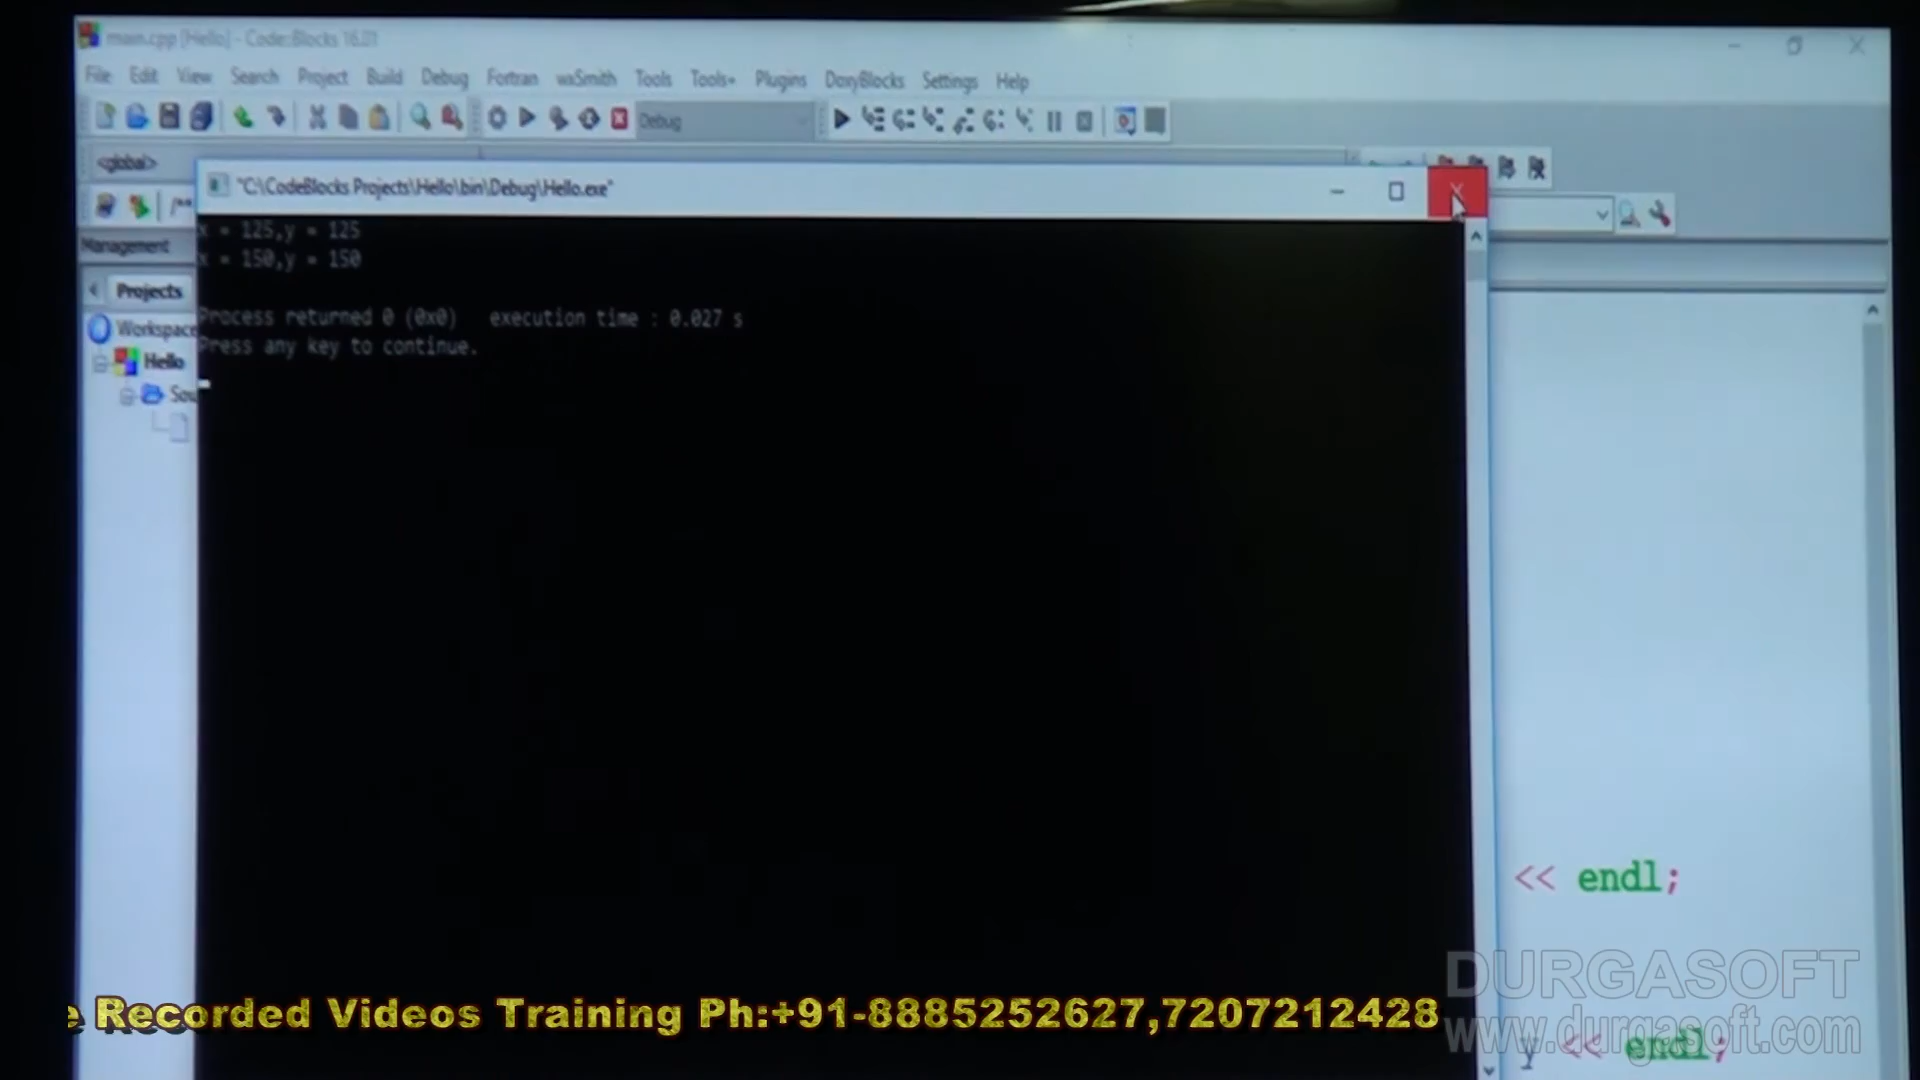 main.cpp [Hello] - Code::Blocks 16.01
File Edit View Search Project Build Debug Fortran wxSmith Tools Tools+ Plugins DoxyBlocks Settings Help
Debug
<global>
"C:\CodeBlocks Projects\Hello\bin\Debug\Hello.exe"
/**
Management
x = 125,y = 125
x = 150,y = 150
Projects
Process returned 0 (0x0) execution time : 0.027 s
Workspace
Press any key to continue.
Hello
Sou
<< endl;
DURGASOFT
e Recorded Videos Training Ph:+91-8885252627,7207212428
www.durgasoft.com
y << endl;